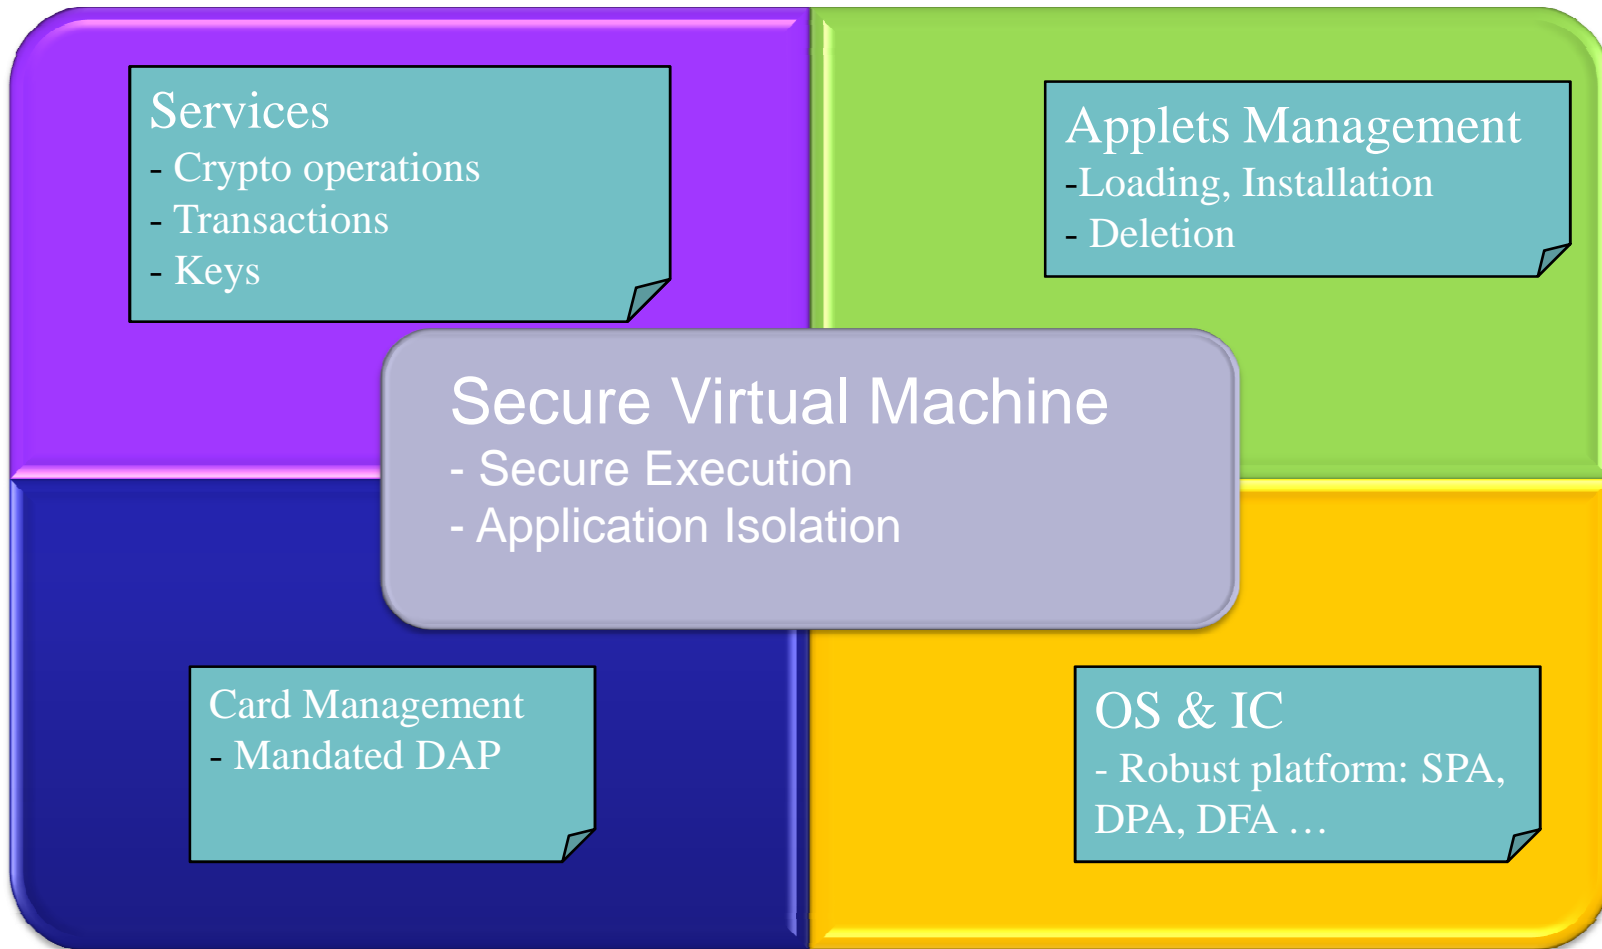 Services
- Crypto operations
- Transactions
- Keys
Applets Management
-Loading, Installation
- Deletion
Secure Virtual Machine
- Secure Execution
- Application Isolation
Card Management
- Mandated DAP
OS & IC
- Robust platform: SPA,
DPA, DFA …